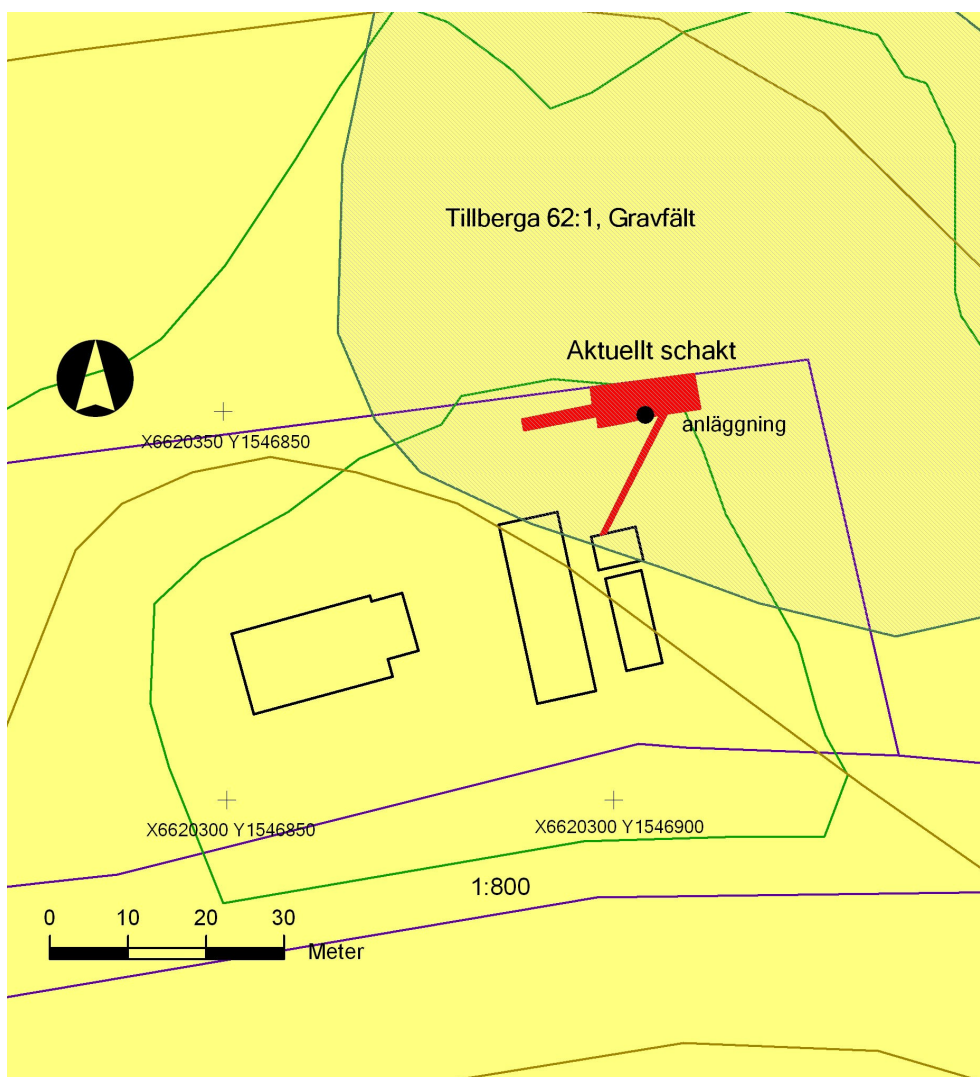 Tillberga 62:1, Gravfält
Aktuellt schakt
anläggning
X6620350 Y1546850
X6620300 Y1546850
X6620300 Y1546900
1:800
0 10 20 30
Meter